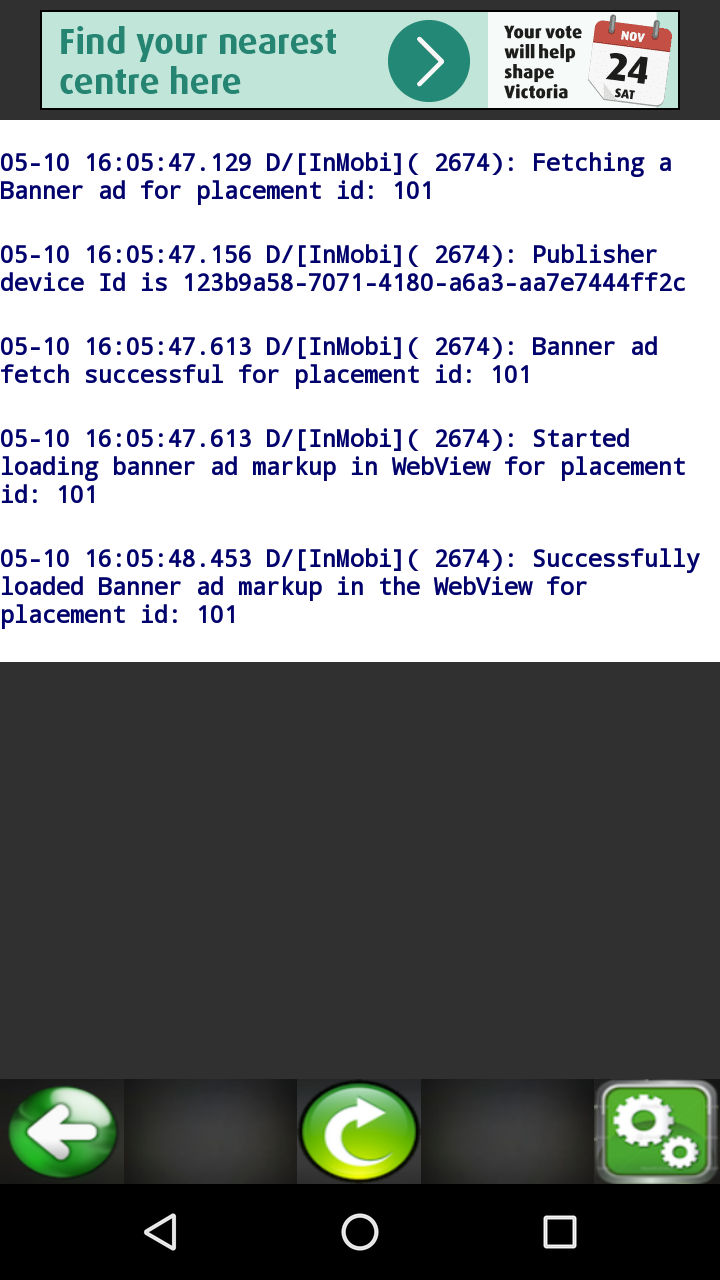 Find your nearest
centre here
Your vote
will help
shape
Victoria
NOV
24
SAT
05-10 16:05:47.129 D/[InMobi]( 2674): Fetching a
Banner ad for placement id: 101
05-10 16:05:47.156 D/[InMobi]( 2674): Publisher
device Id is 123b9a58-7071-4180-a6a3-aa7e7444ff2c
05-10 16:05:47.613 D/[InMobi]( 2674): Banner ad
fetch successful for placement id: 101
05-10 16:05:47.613 D/[InMobi]( 2674): Started
loading banner ad markup in WebView for placement
id: 101
05-10 16:05:48.453 D/[InMobi]( 2674): Successfully
loaded Banner ad markup in the WebView for
placement id: 101